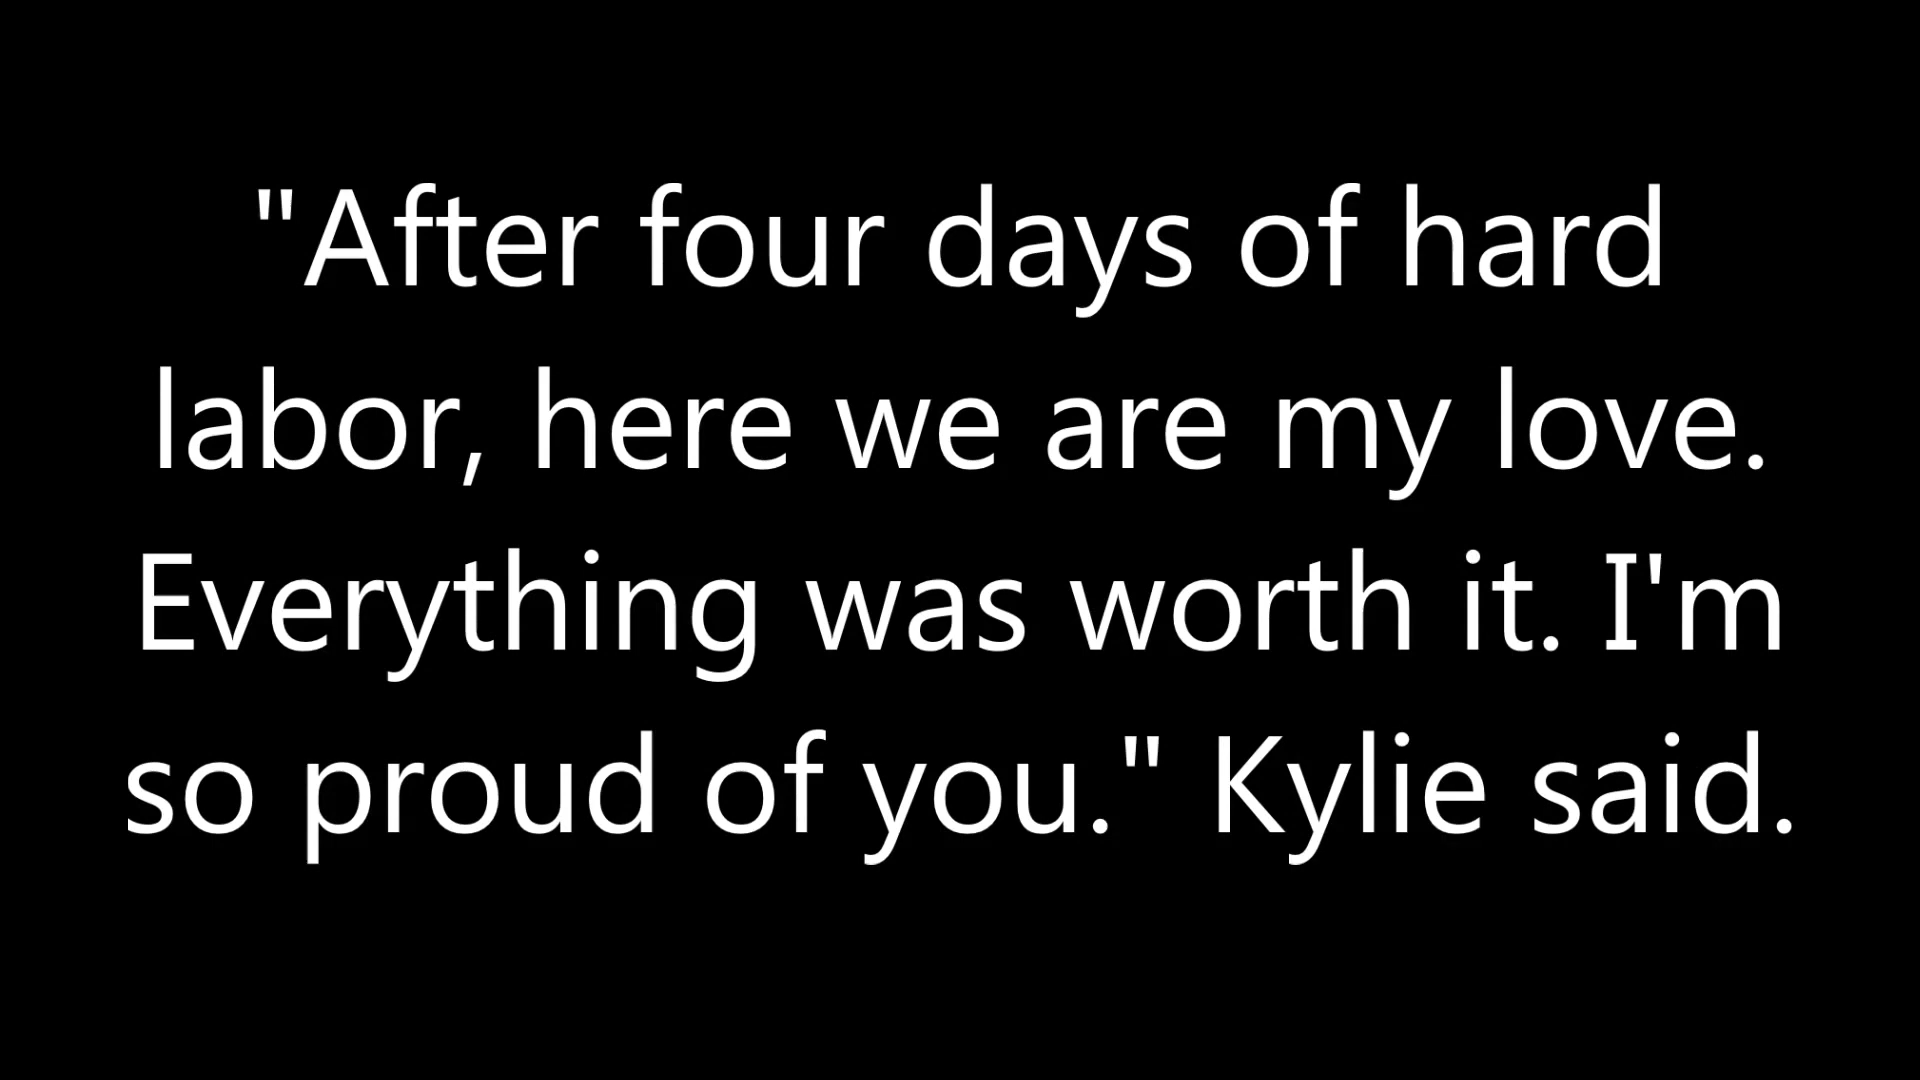 "After four days of hard
labor, here we are my love.
Everything was worth it. I'm
so proud of you." Kylie said.